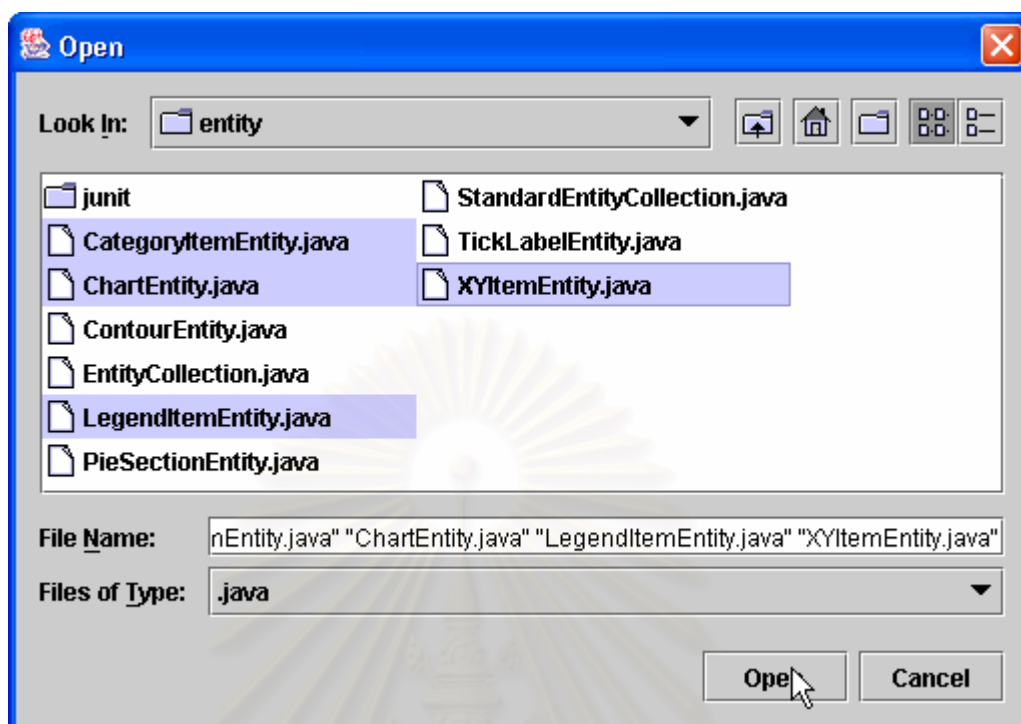 Open
Look In: entity
junit
CategoryItemEntity.java
ChartEntity.java
ContourEntity.java
EntityCollection.java
LegendItemEntity.java
PieSectionEntity.java
StandardEntityCollection.java
TickLabelEntity.java
XYItemEntity.java
File Name: nEntity.java" "ChartEntity.java" "LegendItemEntity.java" "XYItemEntity.java"
Files of Type: .java
Open Cancel